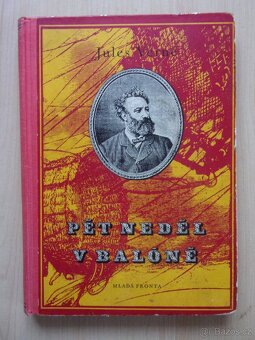 Jules Verne
PĚT NEDĚL
V BALÓNĚ
MLADÁ FRONTA